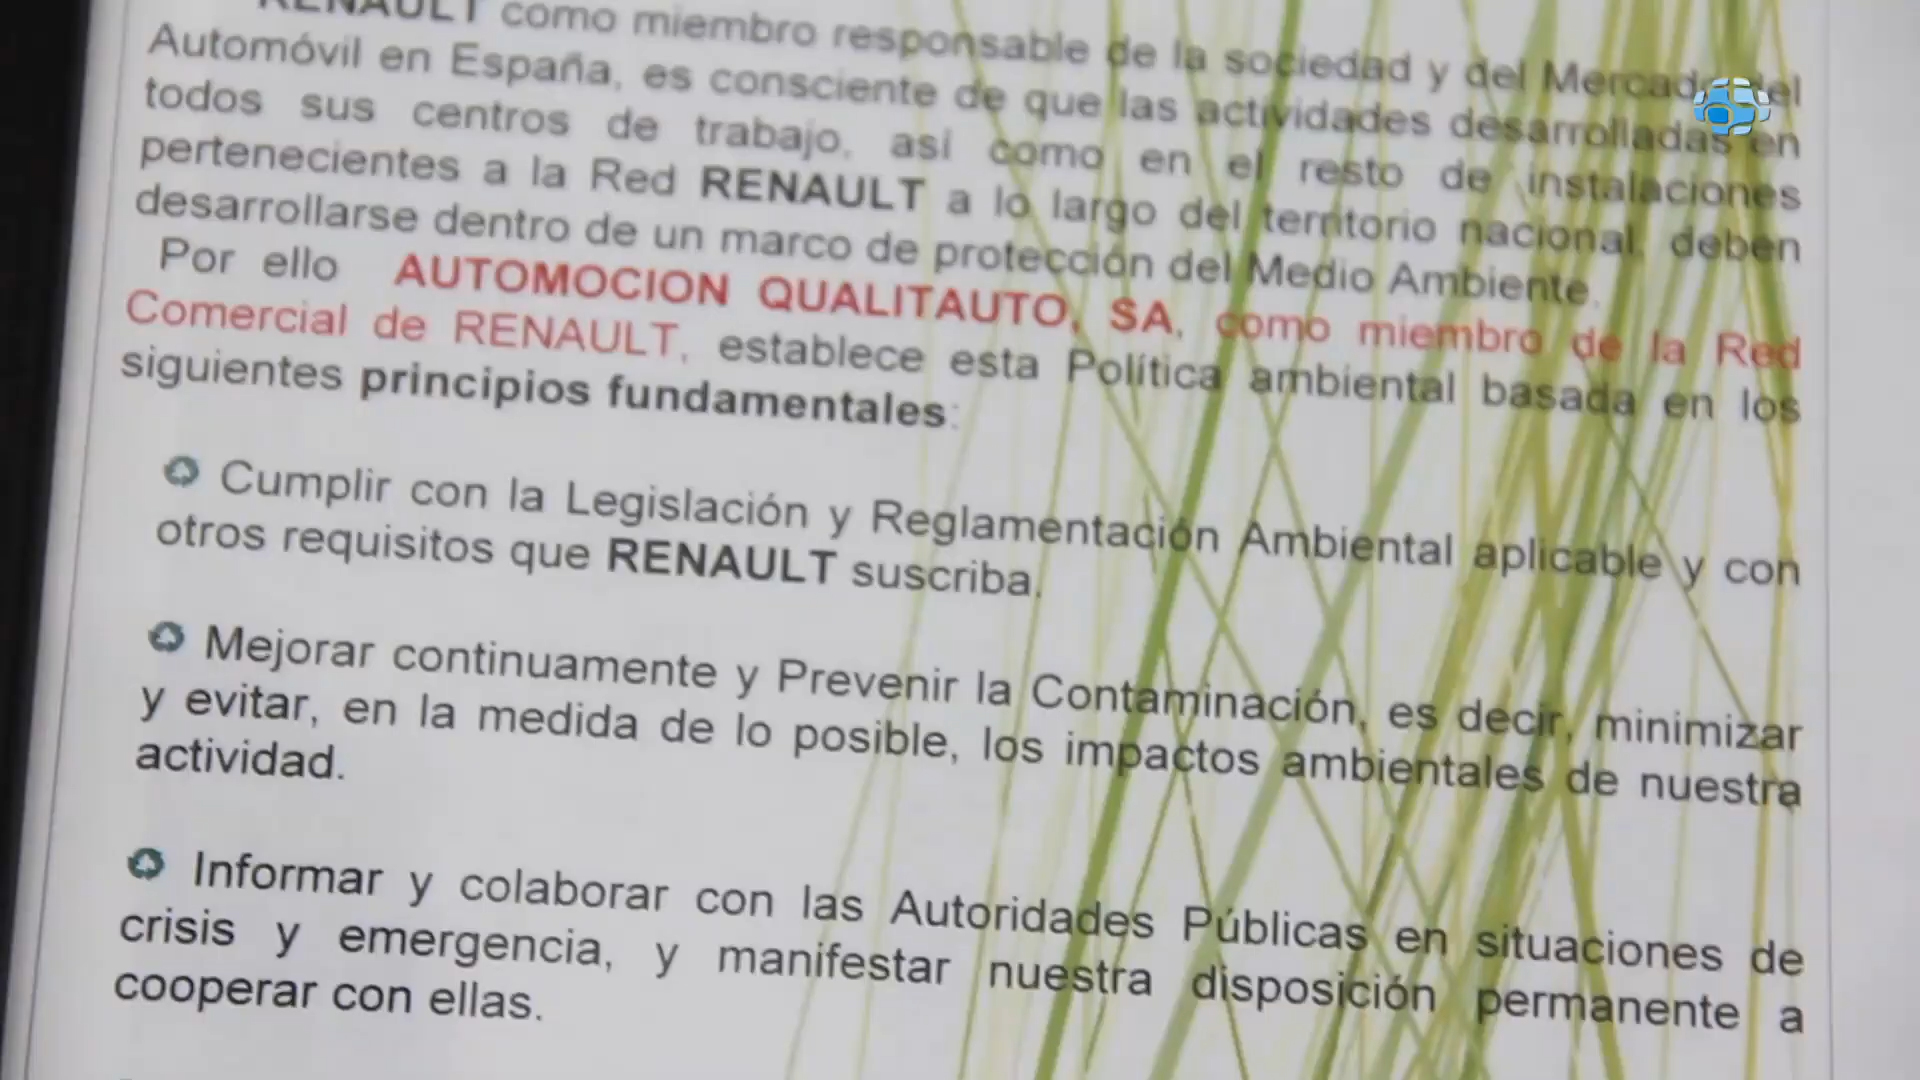 RENAULT como miembro responsable de la sociedad y del Mercado del
Automóvil en España, es consciente de que las actividades desarrolladas en
todos sus centros de trabajo, así como en el resto de instalaciones
pertenecientes a la Red RENAULT a lo largo del territorio nacional, deben
desarrollarse dentro de un marco de protección del Medio Ambiente.
Por ello AUTOMOCION QUALITAUTO, SA, como miembro de la Red
Comercial de RENAULT, establece esta Política ambiental basada en los
siguientes principios fundamentales:
Cumplir con la Legislación y Reglamentación Ambiental aplicable y con
otros requisitos que RENAULT suscriba.
Mejorar continuamente y Prevenir la Contaminación, es decir, minimizar
y evitar, en la medida de lo posible, los impactos ambientales de nuestra
actividad.
Informar y colaborar con las Autoridades Públicas en situaciones de
crisis y emergencia, y manifestar nuestra disposición permanente a
cooperar con ellas.